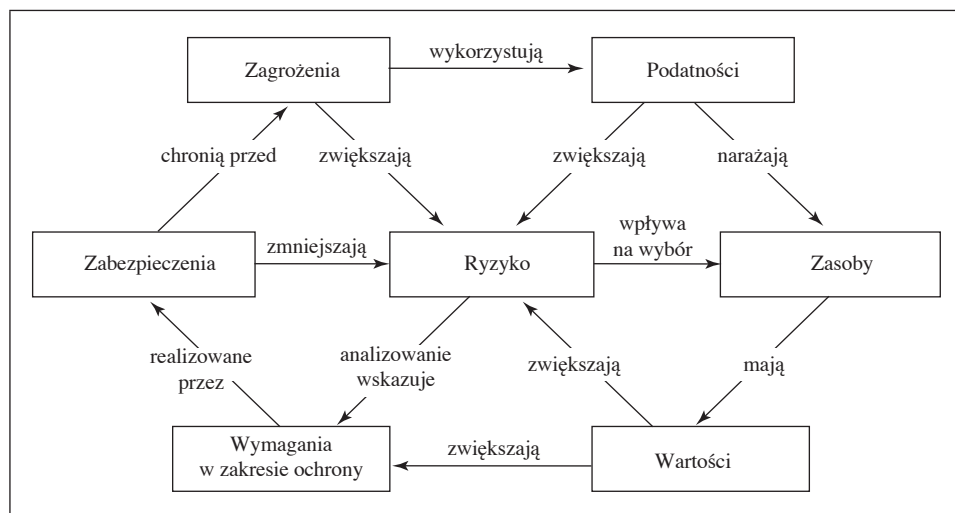 wykorzystują
Zagrożenia
Podatności
chronią przed
zwiększają
zwiększają
narażają
wpływa
na wybór
Zabezpieczenia
zmniejszają
Ryzyko
Zasoby
realizowane
przez
analizowanie
wskazuje
zwiększają
mają
Wymagania
w zakresie ochrony
zwiększają
Wartości